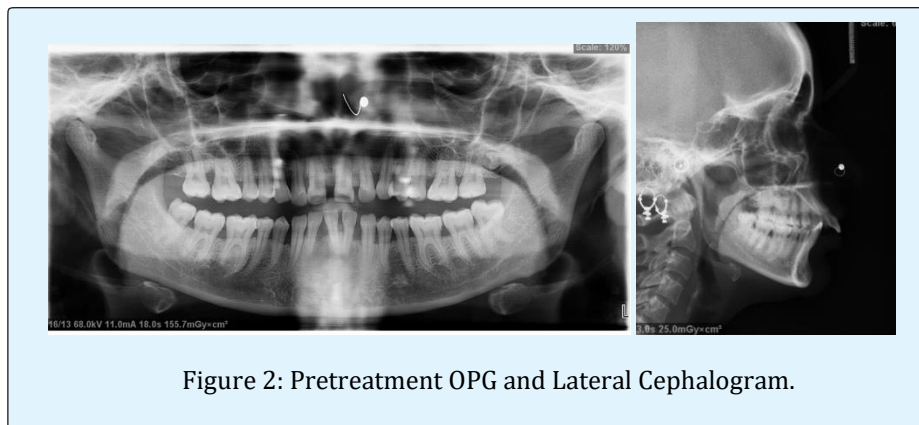 Scale: 120%
16/13 68.0kV 11.0mA 18.0s 155.7mGy×cm²
L
3.0s 25.0mGy×cm²
Figure 2: Pretreatment OPG and Lateral Cephalogram.